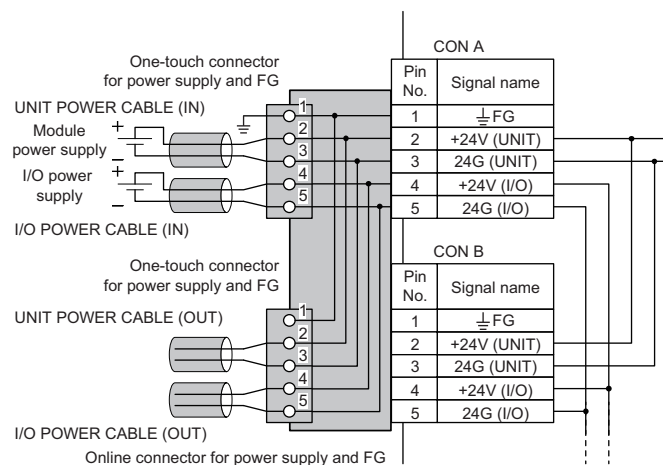 CON A
One-touch connector
for power supply and FG
Pin
No.
Signal name
UNIT POWER CABLE (IN)
Module
power supply
+
−
I/O power
supply
+
−
I/O POWER CABLE (IN)
1
2
3
4
5
1 FG
2 +24V (UNIT)
3 24G (UNIT)
4 +24V (I/O)
5 24G (I/O)
CON B
One-touch connector
for power supply and FG
Pin
No.
Signal name
UNIT POWER CABLE (OUT)
1
2
3
4
5
1 FG
2 +24V (UNIT)
3 24G (UNIT)
4 +24V (I/O)
5 24G (I/O)
I/O POWER CABLE (OUT)
Online connector for power supply and FG